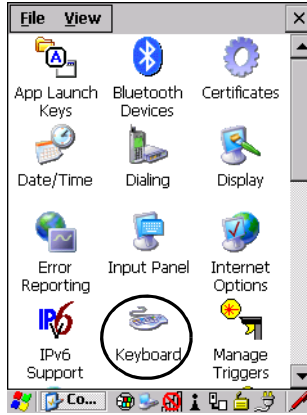 File View
App Launch Keys
Bluetooth Devices
Certificates
Date/Time
Dialing
Display
Error Reporting
Input Panel
Internet Options
IPv6 Support
Keyboard
Manage Triggers
Co...